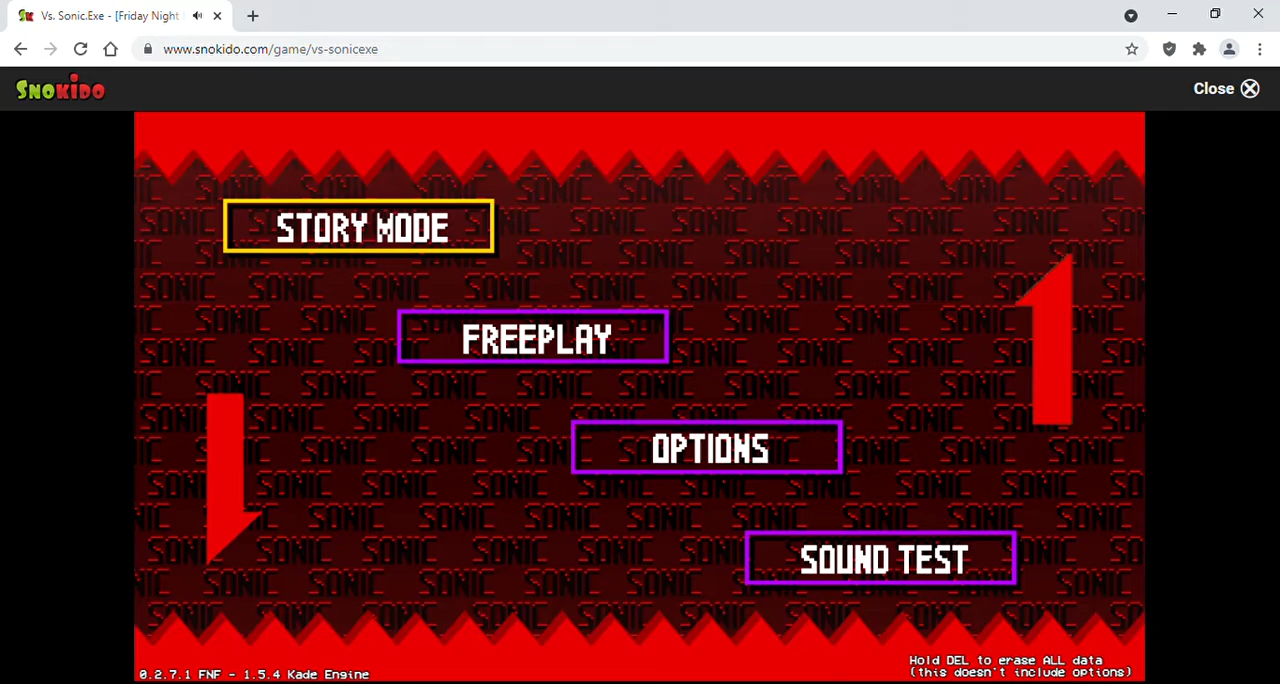 Vs. Sonic.Exe - [Friday Night
www.snokido.com/game/vs-sonicexe
SNOKIDO
Close
STORY MODE
FREEPLAY
OPTIONS
SOUND TEST
Hold DEL to erase ALL data
(this doesn't include options)
0.2.7.1 FNF - 1.5.4 Kade Engine